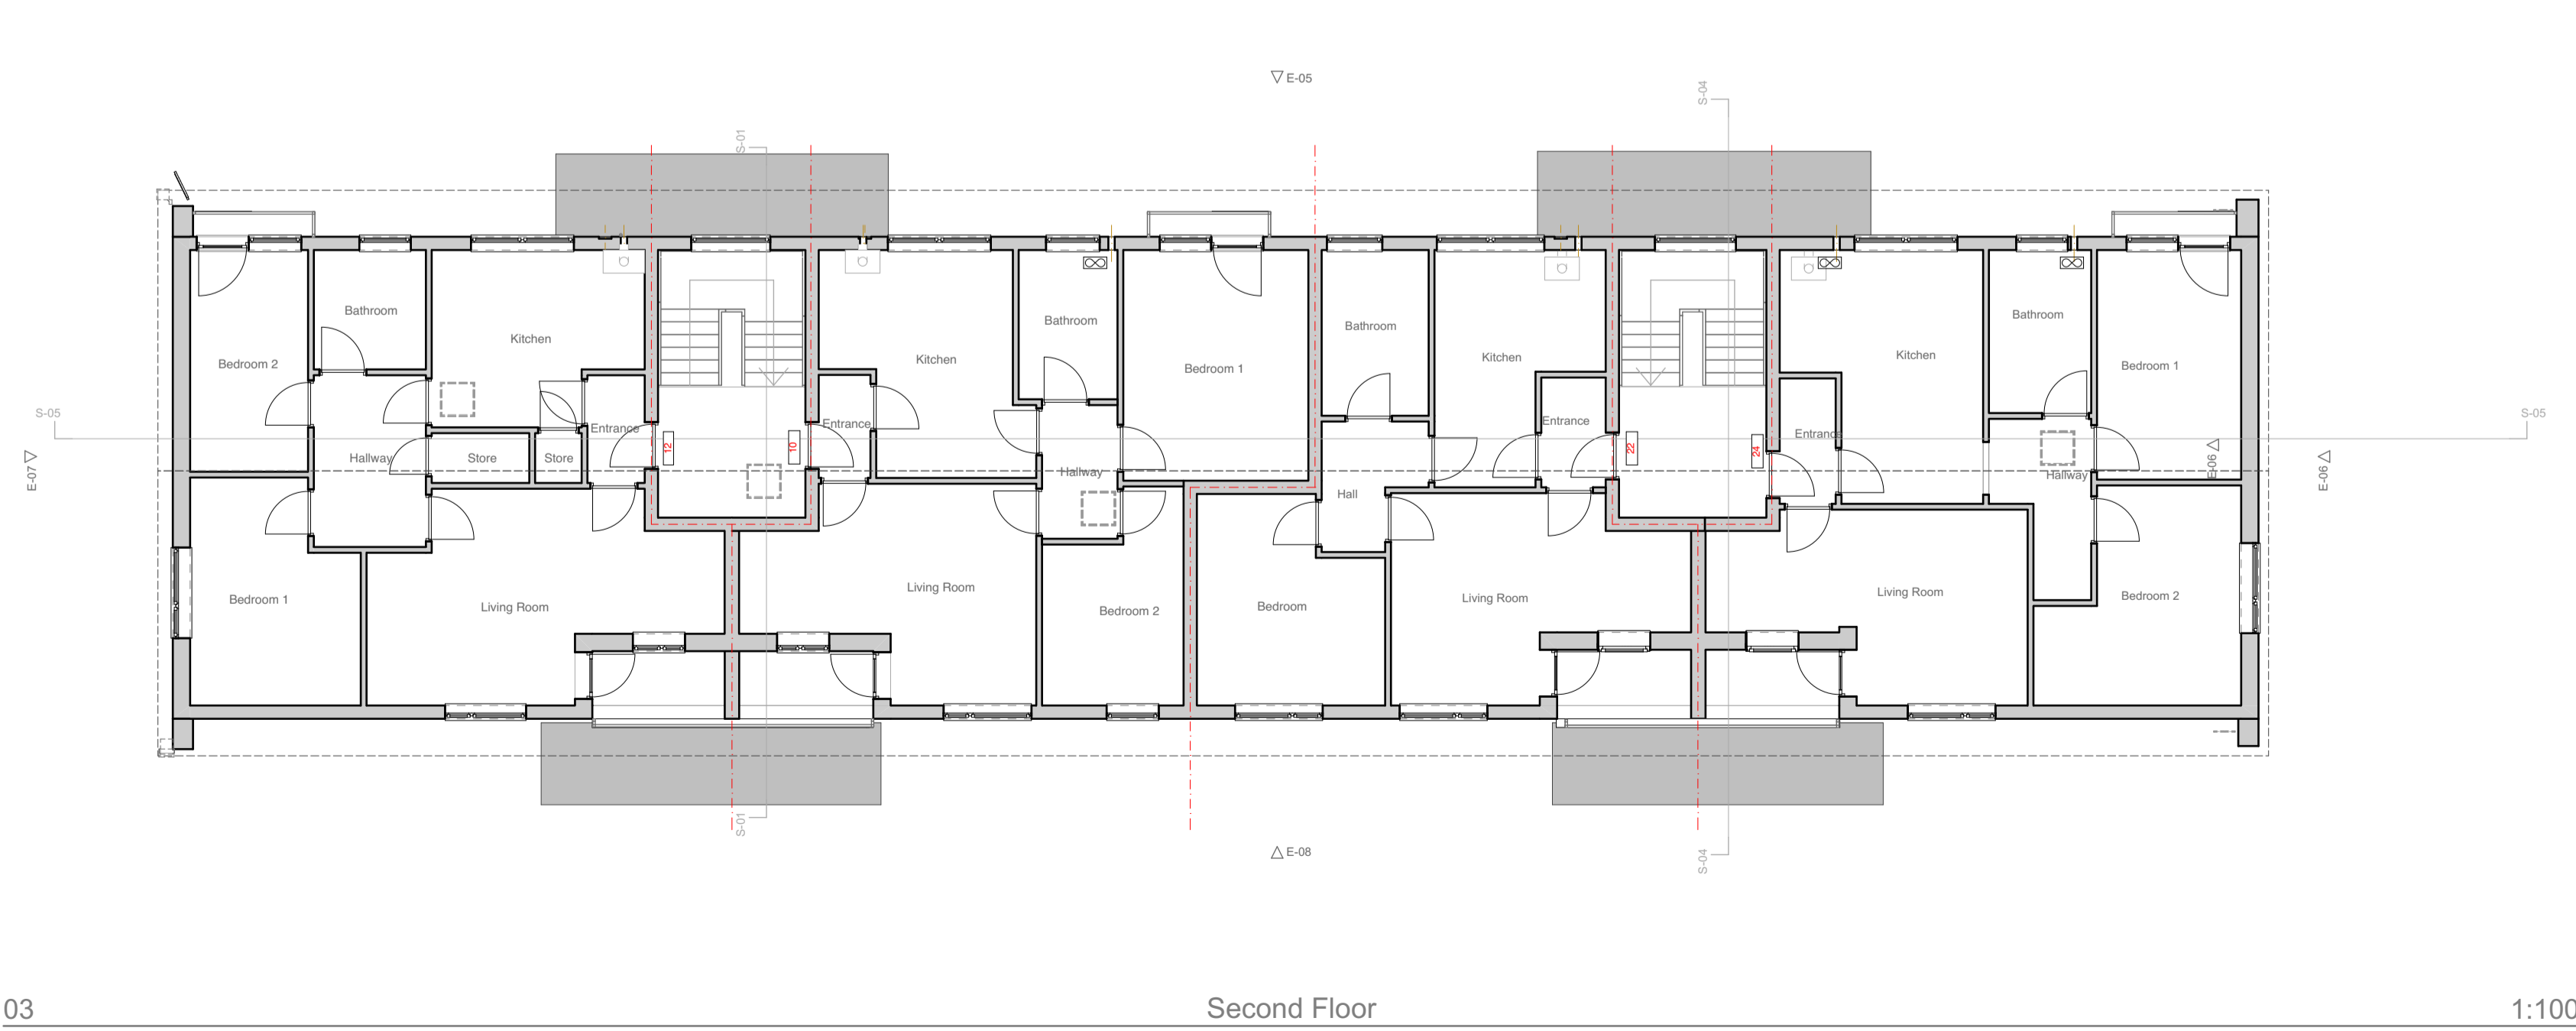 E-05
S-04
S-01
Bathroom
Kitchen
Bedroom 2
Kitchen
Bathroom
Bedroom 1
Bathroom
Kitchen
Kitchen
Bathroom
Bedroom 1
S-05
Entrance
12
10
Entrance
Entrance
22
24
Entrance
S-05
E-07
Hallway
Store
Store
Hallway
Hall
Hallway
E-06
E-06
Bedroom 1
Living Room
Living Room
Bedroom 2
Bedroom
Living Room
Living Room
Bedroom 2
S-01
E-08
S-04
03
Second Floor
1:100